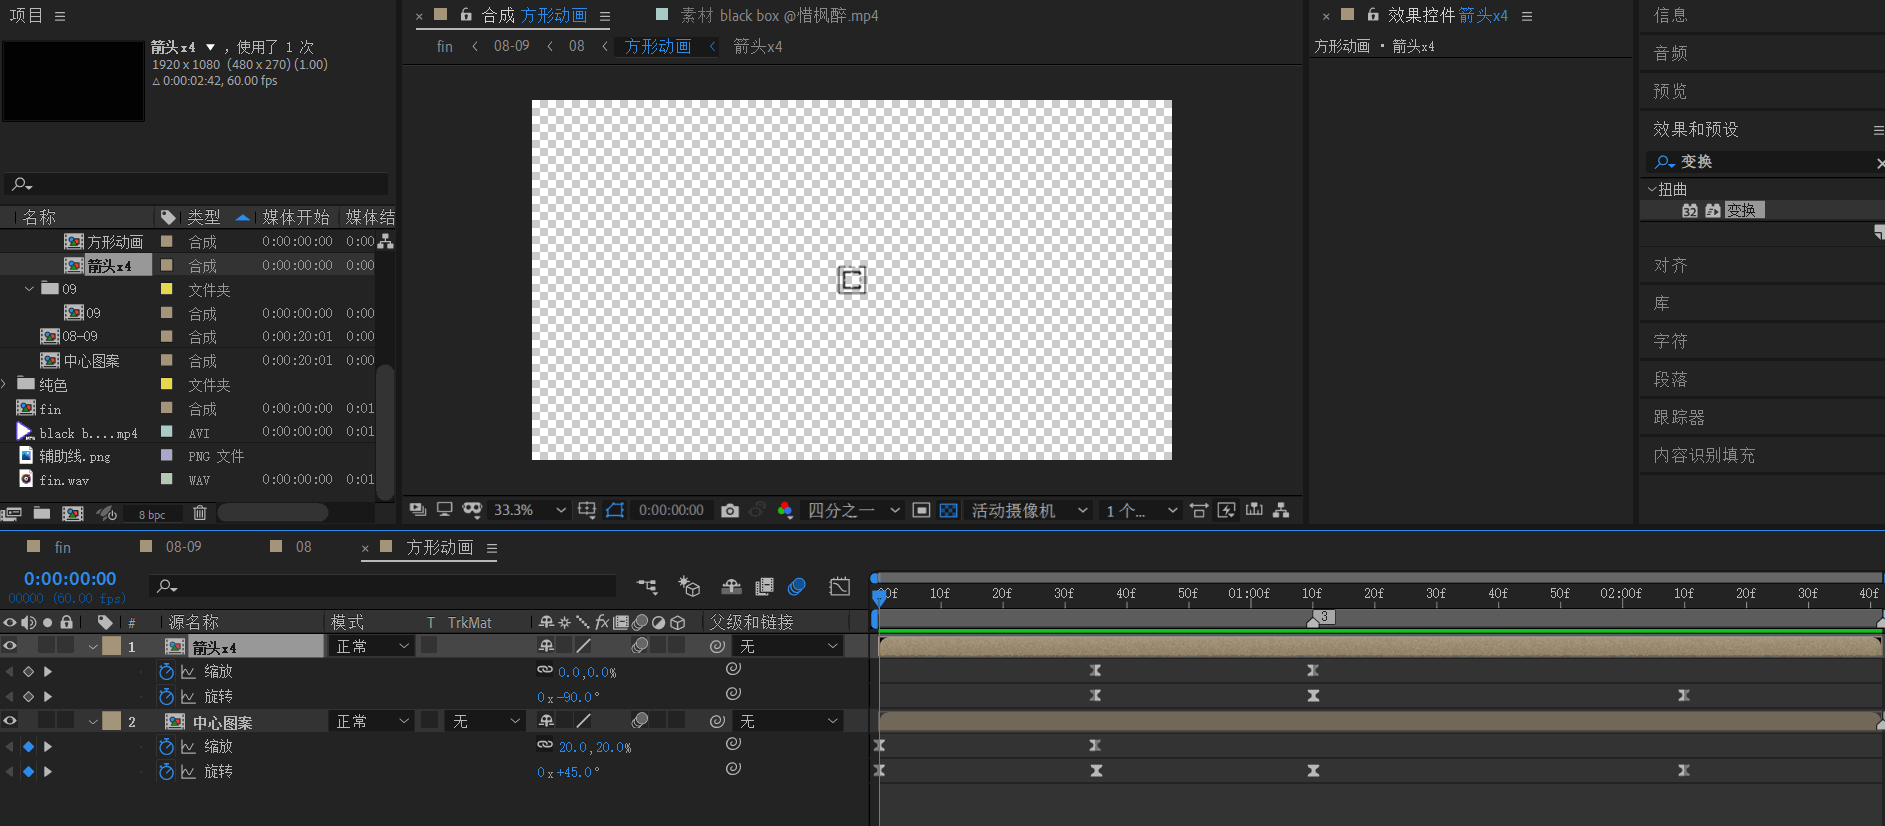 项目
箭头x4 ▼ ，使用了 1 次
1920 x 1080 (480 x 270) (1.00)
△ 0:00:02:42, 60.00 fps
名称 类型 媒体开始 媒体结
方形动画 合成 0:00:00:00 0:00
箭头x4 合成 0:00:00:00 0:00
09 文件夹
09 合成 0:00:00:00 0:00
08-09 合成 0:00:20:01 0:00
中心图案 合成 0:00:20:01 0:00
纯色 文件夹
fin 合成 0:00:00:00 0:01
black b....mp4 AVI 0:00:00:00 0:01
辅助线.png PNG 文件
fin.wav WAV 0:00:00:00 0:01
8 bpc
× 合成 方形动画
素材 black box @惜枫醉.mp4
fin ‹ 08-09 ‹ 08 ‹ 方形动画 ‹ 箭头x4
33.3% 0:00:00:00 四分之一 活动摄像机 1 个...
× 效果控件 箭头x4
方形动画 · 箭头x4
信息
音频
预览
效果和预设
变换 ×
扭曲
32 变换
对齐
库
字符
段落
跟踪器
内容识别填充
fin 08-09 08 × 方形动画
0:00:00:00
00000 (60.00 fps)
00f 10f 20f 30f 40f 50f 01:00f 10f 20f 30f 40f 50f 02:00f 10f 20f 30f 40f
3
# 源名称 模式 T TrkMat fx 父级和链接
1 箭头x4 正常 无
缩放 0.0,0.0%
旋转 0x-90.0°
2 中心图案 正常 无 无
缩放 20.0,20.0%
旋转 0x+45.0°